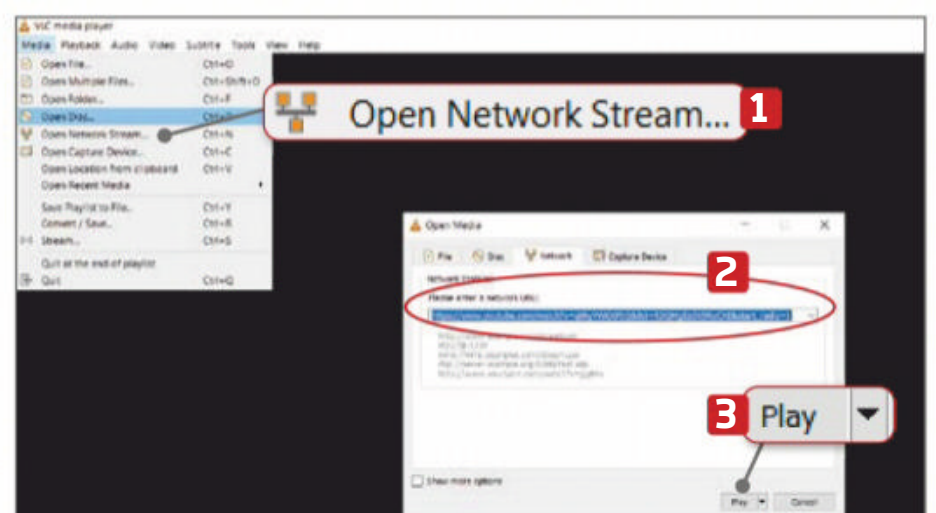 VLC media player
Media Playback Audio Video Subtitle Tools View Help
Open File... Ctrl+O
Open Multiple Files... Ctrl+Shift+O
Open Folder... Ctrl+F
Open Disc...
Open Network Stream... Ctrl+N
Open Capture Device... Ctrl+C
Open Location from clipboard Ctrl+V
Open Recent Media
Save Playlist to File... Ctrl+Y
Convert / Save... Ctrl+R
Stream... Ctrl+S
Quit at the end of playlist
Quit Ctrl+Q
Open Network Stream... 1
Open Media
File Disc Network Capture Device
2
Network Protocol
Please enter a network URL:
3 Play
Show more options
Play Cancel